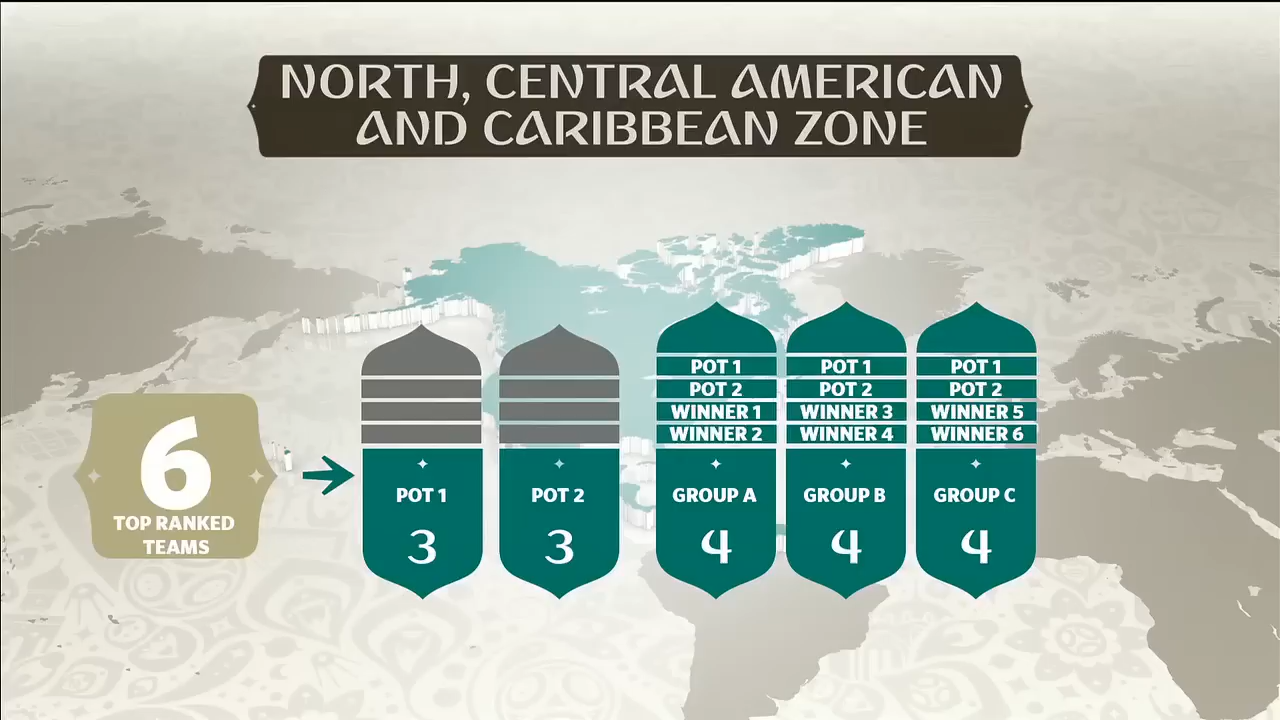 NORTH, CENTRAL AMERICAN
AND CARIBBEAN ZONE
6
TOP RANKED
TEAMS
POT 1
3
POT 2
3
POT 1
POT 2
WINNER 1
WINNER 2
GROUP A
4
POT 1
POT 2
WINNER 3
WINNER 4
GROUP B
4
POT 1
POT 2
WINNER 5
WINNER 6
GROUP C
4